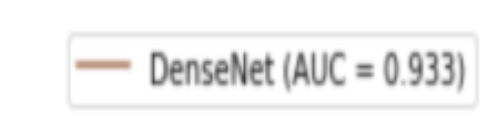 DenseNet (AUC = 0.933)